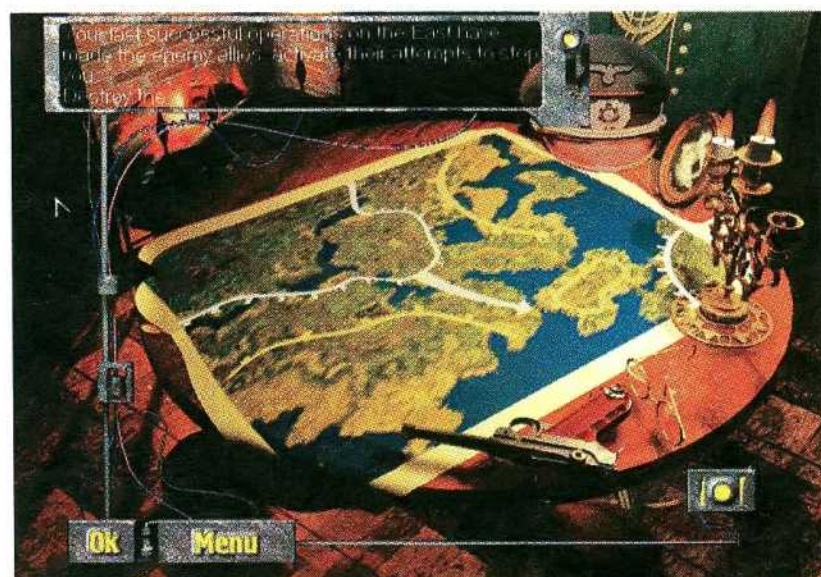 Your last successful operations on the East have
made the enemy allies activate their attempts to stop
you.
Destroy the
Ok
Menu